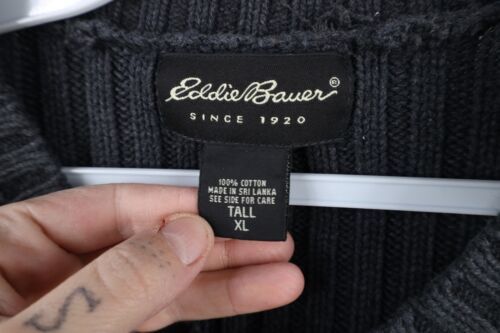 Eddie Bauer®
SINCE 1920
100% COTTON
MADE IN SRI LANKA
SEE SIDE FOR CARE
TALL
XL
S